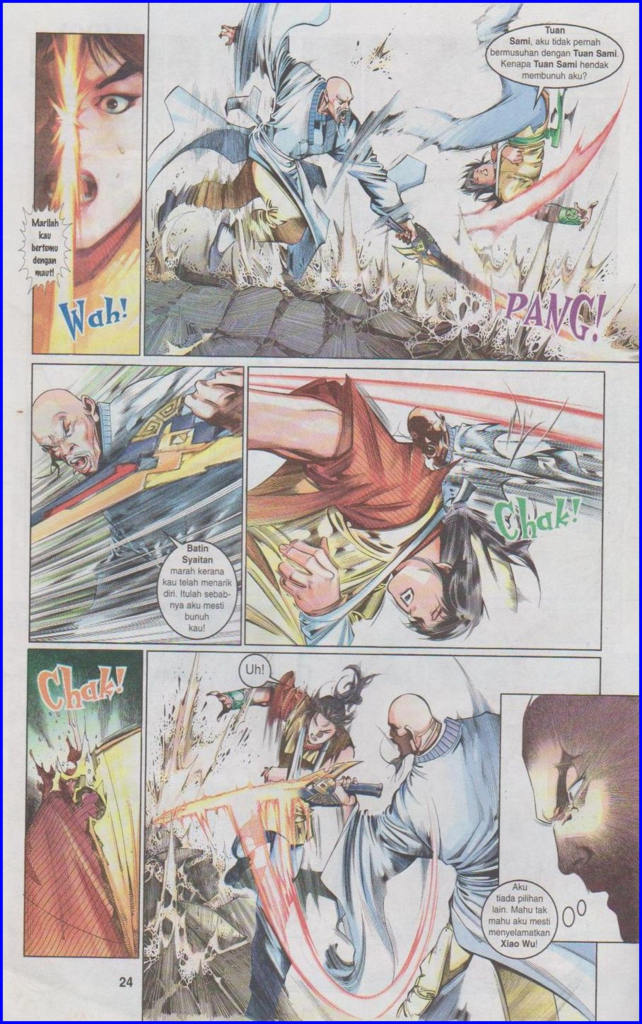 Marilah
kau
bertemu
dengan
maut!
Wah!
Tuan
Sami, aku tidak pernah
bermusuhan dengan Tuan Sami.
Kenapa Tuan Sami hendak
membunuh aku?
PANG!
Batin
Syaitan
marah kerana
kau telah menarik
diri. Itulah sebab-
nya aku mesti
bunuh
kau!
Chak!
Chak!
Uh!
Aku
tiada pilihan
lain. Mahu tak
mahu aku mesti
menyelamatkan
Xiao Wu!
24